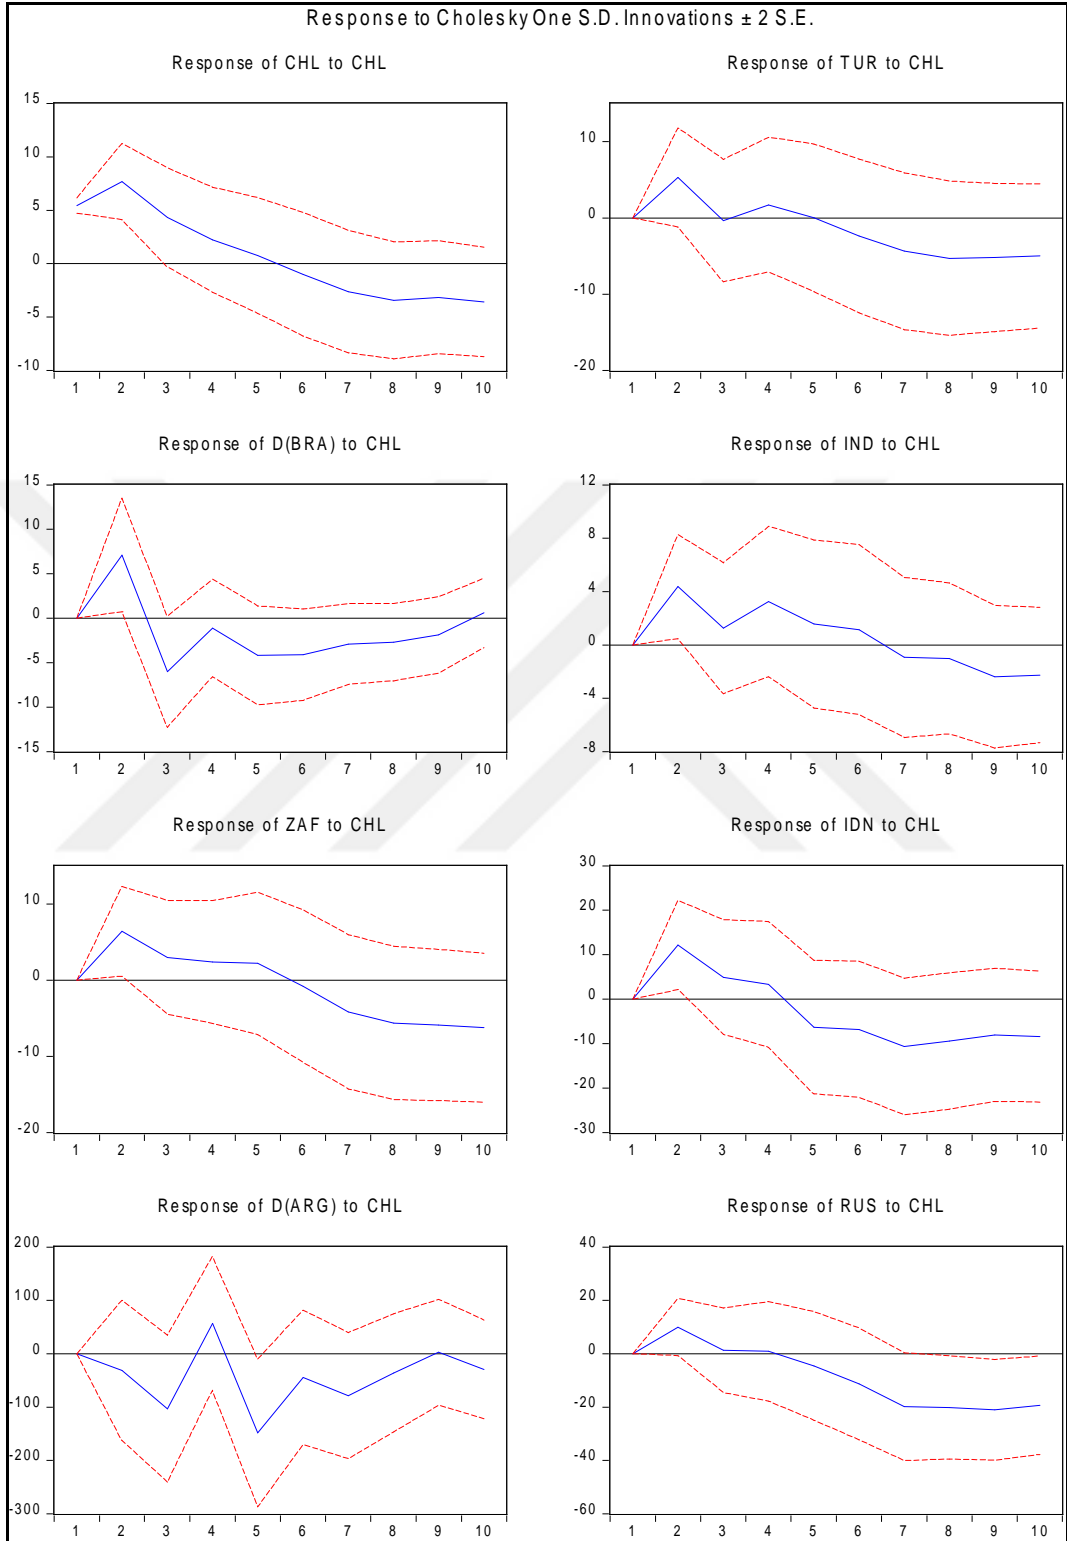 Response to Cholesky One S.D. Innovations ± 2 S.E.
Response of CHL to CHL
15
10
5
0
-5
-10
1 2 3 4 5 6 7 8 9 10
Response of TUR to CHL
10
0
-10
-20
1 2 3 4 5 6 7 8 9 10
Response of D(BRA) to CHL
15
10
5
0
-5
-10
-15
1 2 3 4 5 6 7 8 9 10
Response of IND to CHL
12
8
4
0
-4
-8
1 2 3 4 5 6 7 8 9 10
Response of ZAF to CHL
10
0
-10
-20
1 2 3 4 5 6 7 8 9 10
Response of IDN to CHL
30
20
10
0
-10
-20
-30
1 2 3 4 5 6 7 8 9 10
Response of D(ARG) to CHL
200
100
0
-100
-200
-300
1 2 3 4 5 6 7 8 9 10
Response of RUS to CHL
40
20
0
-20
-40
-60
1 2 3 4 5 6 7 8 9 10